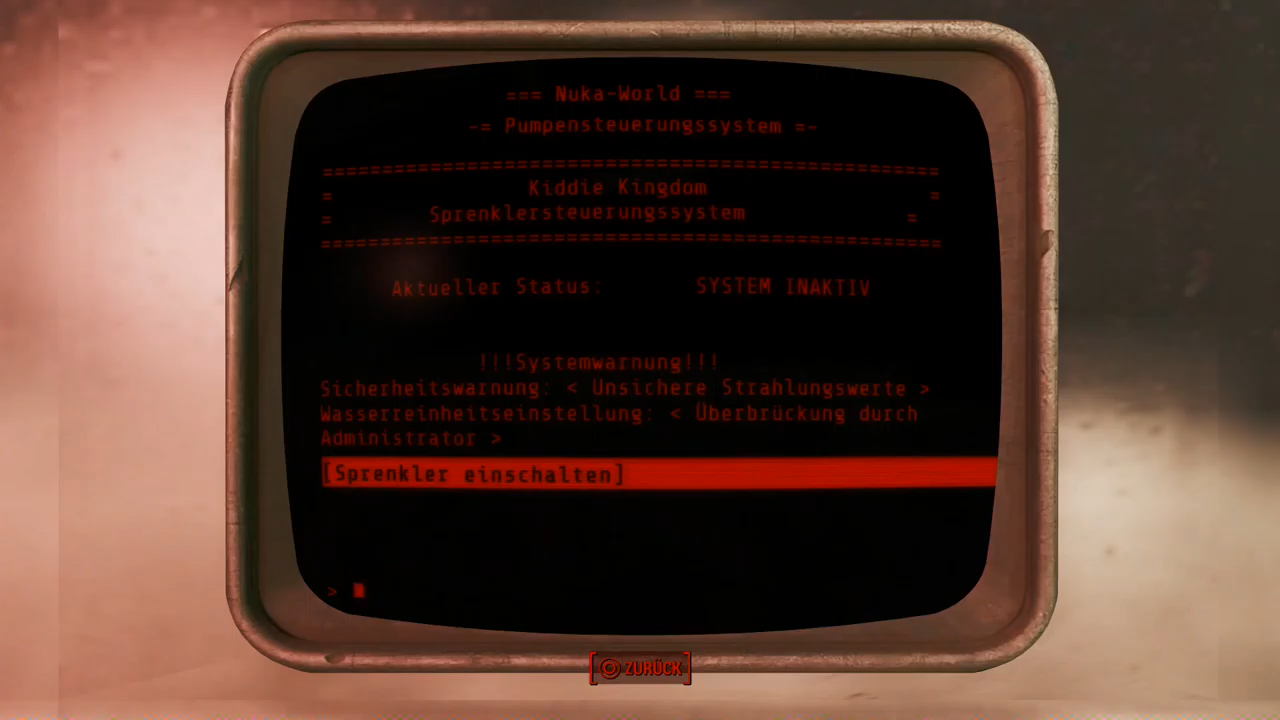 === Nuka-World ===
-= Pumpensteuerungssystem =-
==================================================
= Kiddie Kingdom =
= Sprenklersteuerungssystem =
==================================================
Aktueller Status: SYSTEM INAKTIV
!!!Systemwarnung!!!
Sicherheitswarnung: < Unsichere Strahlungswerte >
Wasserreinheitseinstellung: < Überbrückung durch
Administrator >
[Sprenkler einschalten]
>
ZURÜCK